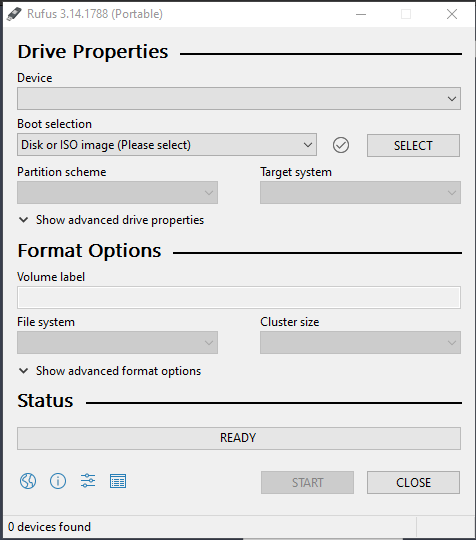 Rufus 3.14.1788 (Portable)
Drive Properties
Device
Boot selection
Disk or ISO image (Please select)
SELECT
Partition scheme
Target system
Show advanced drive properties
Format Options
Volume label
File system
Cluster size
Show advanced format options
Status
READY
START
CLOSE
0 devices found